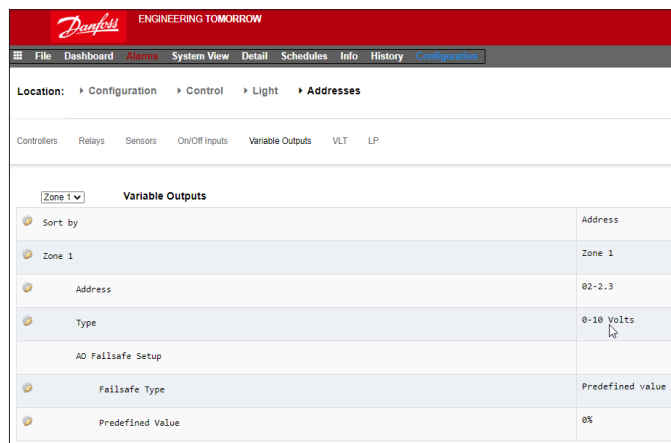 Danfoss ENGINEERING TOMORROW
File Dashboard Alarms System View Detail Schedules Info History Configuration
Location: Configuration Control Light Addresses
Controllers Relays Sensors On/Off Inputs Variable Outputs VLT LP
Zone 1 Variable Outputs
Sort by Address
Zone 1 Zone 1
Address 02-2.3
Type 0-10 Volts
AO Failsafe Setup
Failsafe Type Predefined value
Predefined Value 0%